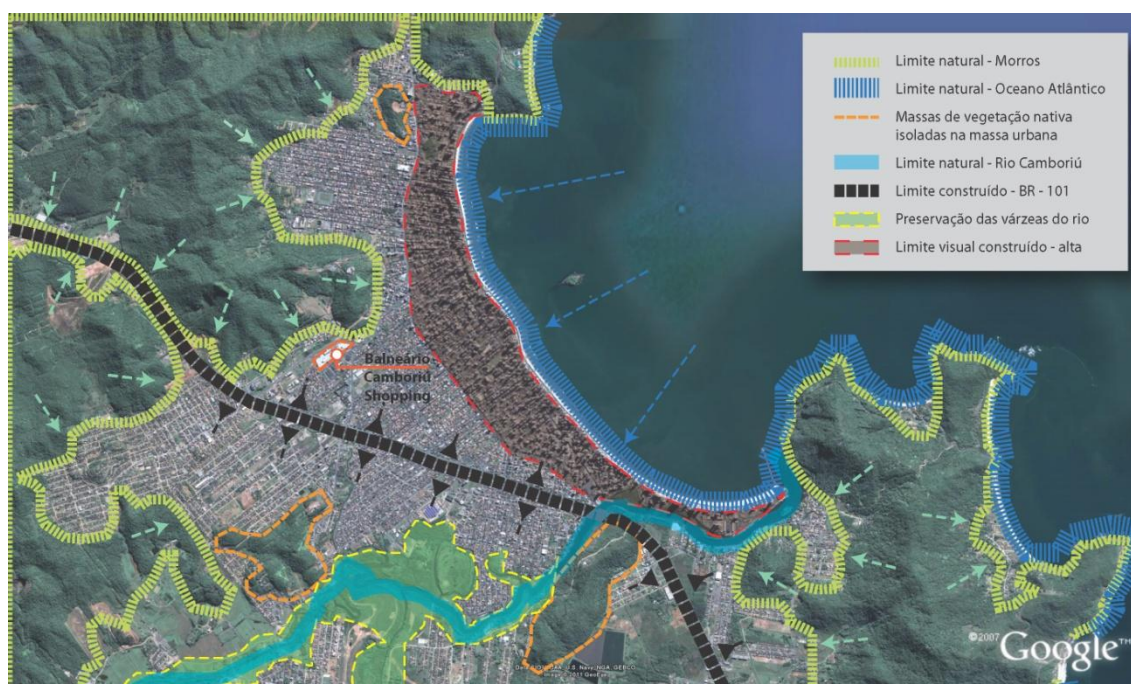 Limite natural - Morros
Limite natural - Oceano Atlântico
Massas de vegetação nativa
isoladas na massa urbana
Limite natural - Rio Camboriú
Limite construído - BR - 101
Preservação das várzeas do rio
Limite visual construído - alta
Balneário
Camboriú
Shopping
©2007 Google™